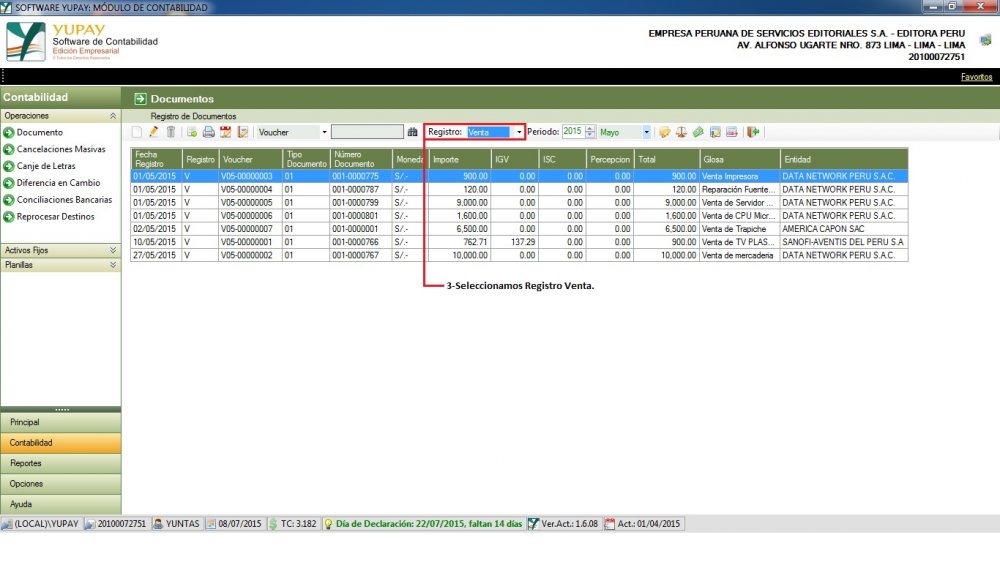 SOFTWARE YUPAY: MÓDULO DE CONTABILIDAD
YUPAY
Software de Contabilidad
Edición Empresarial
© Todos los Derechos Reservados
EMPRESA PERUANA DE SERVICIOS EDITORIALES S.A. - EDITORA PERU
AV. ALFONSO UGARTE NRO. 873 LIMA - LIMA - LIMA
20100072751
Favoritos
Contabilidad
Operaciones
Documento
Cancelaciones Masivas
Canje de Letras
Diferencia en Cambio
Conciliaciones Bancarias
Reprocesar Destinos
Activos Fijos
Planillas
Principal
Contabilidad
Reportes
Opciones
Ayuda
Documentos
Registro de Documentos
Voucher Registro: Venta Periodo: 2015 Mayo
Fecha Registro Registro Voucher Tipo Documento Número Documento Moneda Importe IGV ISC Percepcion Total Glosa Entidad
01/05/2015 V V05-00000003 01 001-0000775 S/.- 900.00 0.00 0.00 0.00 900.00 Venta Impresora DATA NETWORK PERU S.A.C.
01/05/2015 V V05-00000004 01 001-0000787 S/.- 120.00 0.00 0.00 0.00 120.00 Reparación Fuente... DATA NETWORK PERU S.A.C.
01/05/2015 V V05-00000005 01 001-0000799 S/.- 9,000.00 0.00 0.00 0.00 9,000.00 Venta de Servidor ... DATA NETWORK PERU S.A.C.
01/05/2015 V V05-00000006 01 001-0000801 S/.- 1,600.00 0.00 0.00 0.00 1,600.00 Venta de CPU Micr... DATA NETWORK PERU S.A.C.
02/05/2015 V V05-00000007 01 001-0000001 S/.- 6,500.00 0.00 0.00 0.00 6,500.00 Venta de Trapiche AMERICA CAPON SAC
10/05/2015 V V05-00000001 01 001-0000766 S/.- 762.71 137.29 0.00 0.00 900.00 Venta de TV PLAS... SANOFI-AVENTIS DEL PERU S.A
27/05/2015 V V05-00000002 01 001-0000767 S/.- 10,000.00 0.00 0.00 0.00 10,000.00 Venta de mercaderia DATA NETWORK PERU S.A.C.
3-Seleccionamos Registro Venta.
(LOCAL)\YUPAY 20100072751 YUNTAS 08/07/2015 TC: 3.182 Día de Declaración: 22/07/2015, faltan 14 días Ver.Act.: 1.6.08 Act.: 01/04/2015